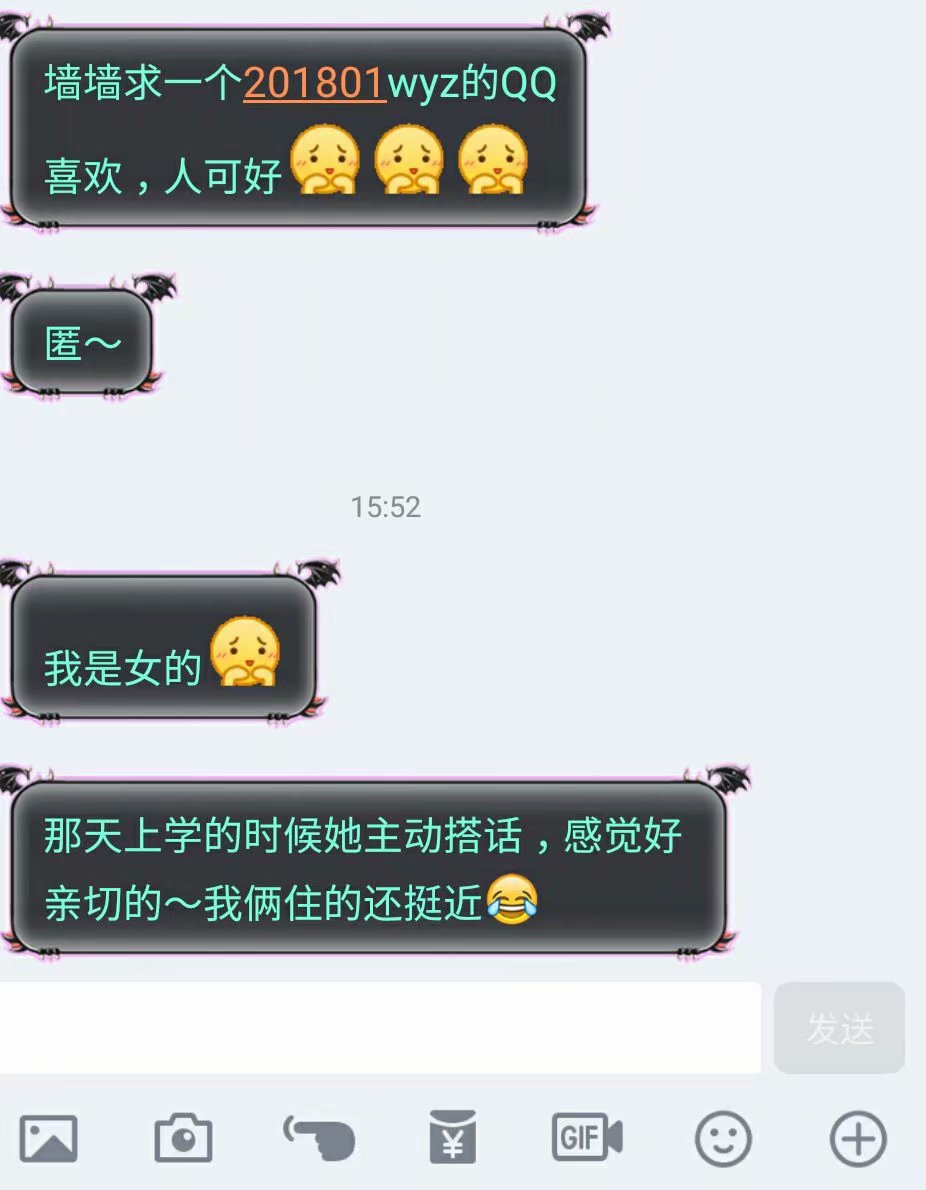 墙墙求一个201801wyz的QQ
喜欢，人可好
匿～
15:52
我是女的
那天上学的时候她主动搭话，感觉好
亲切的～我俩住的还挺近
发送
¥
GIF